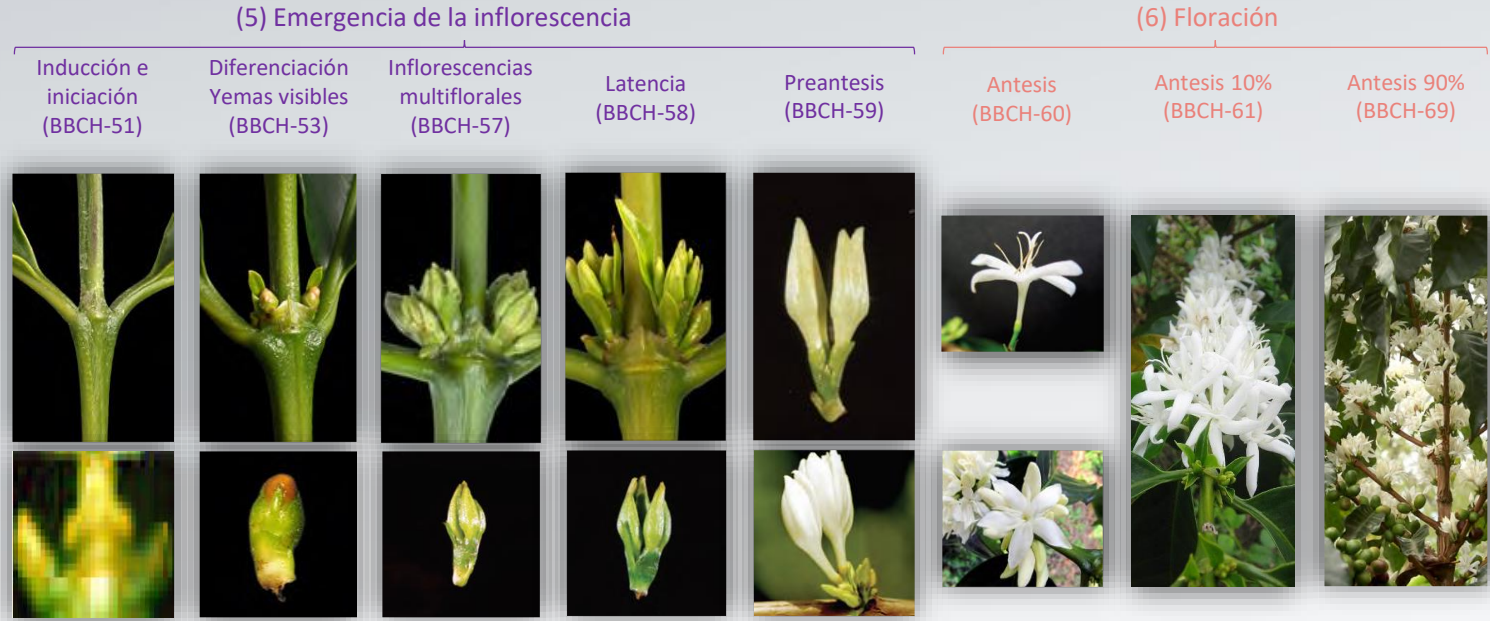 (5) Emergencia de la inflorescencia
(6) Floración
Inducción e
iniciación
(BBCH-51)
Diferenciación
Yemas visibles
(BBCH-53)
Inflorescencias
multiflorales
(BBCH-57)
Latencia
(BBCH-58)
Preantesis
(BBCH-59)
Antesis
(BBCH-60)
Antesis 10%
(BBCH-61)
Antesis 90%
(BBCH-69)